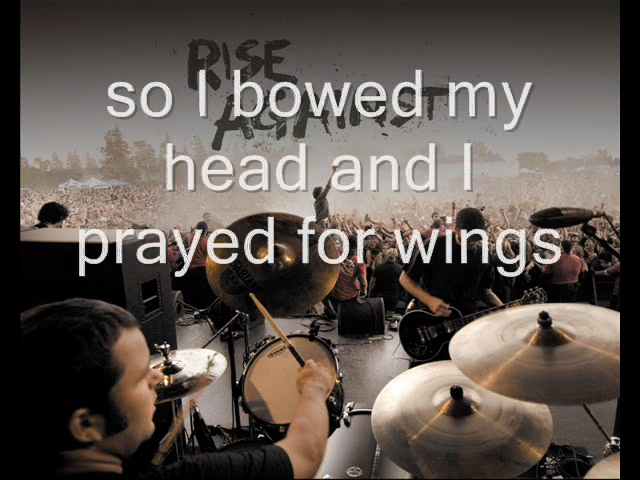 RISE
AGAINST
so I bowed my
head and I
prayed for wings